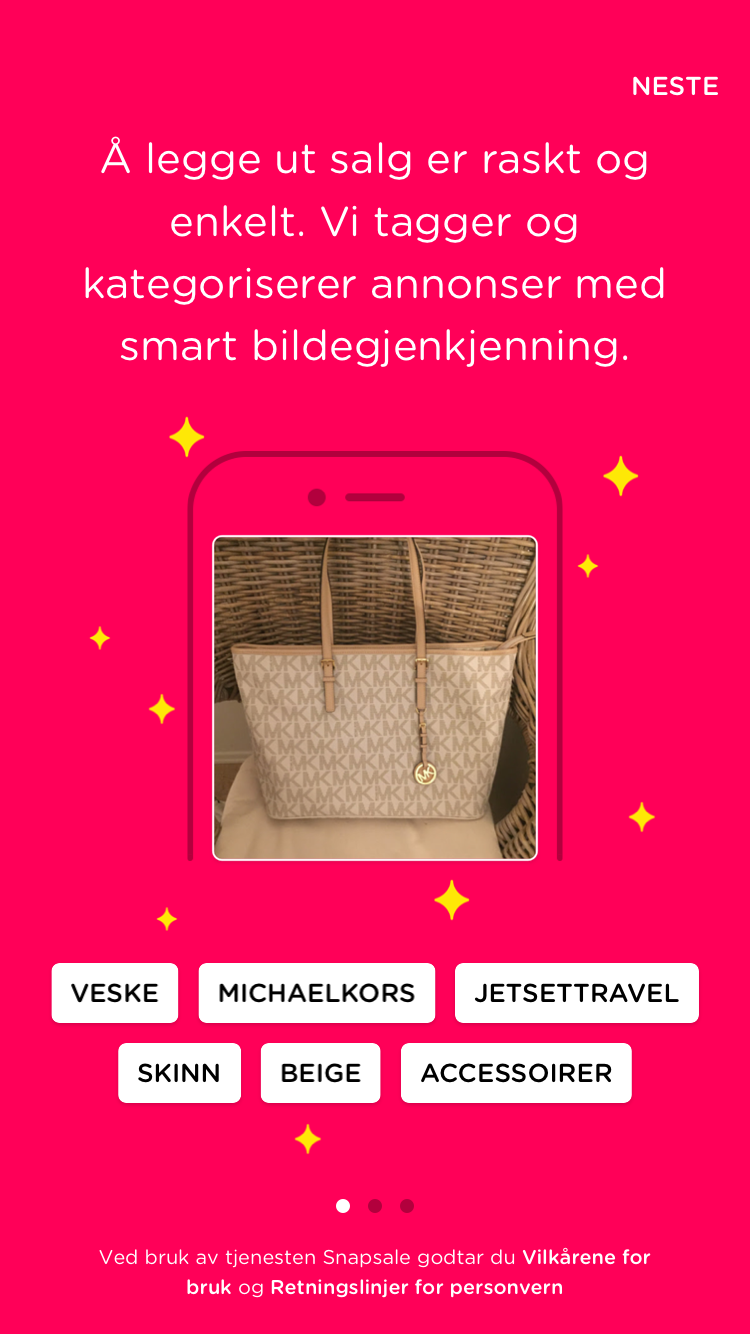 NESTE
Å legge ut salg er raskt og
enkelt. Vi tagger og
kategoriserer annonser med
smart bildegjenkjenning.
VESKE MICHAELKORS JETSETTRAVEL
SKINN BEIGE ACCESSOIRER
Ved bruk av tjenesten Snapsale godtar du Vilkårene for
bruk og Retningslinjer for personvern